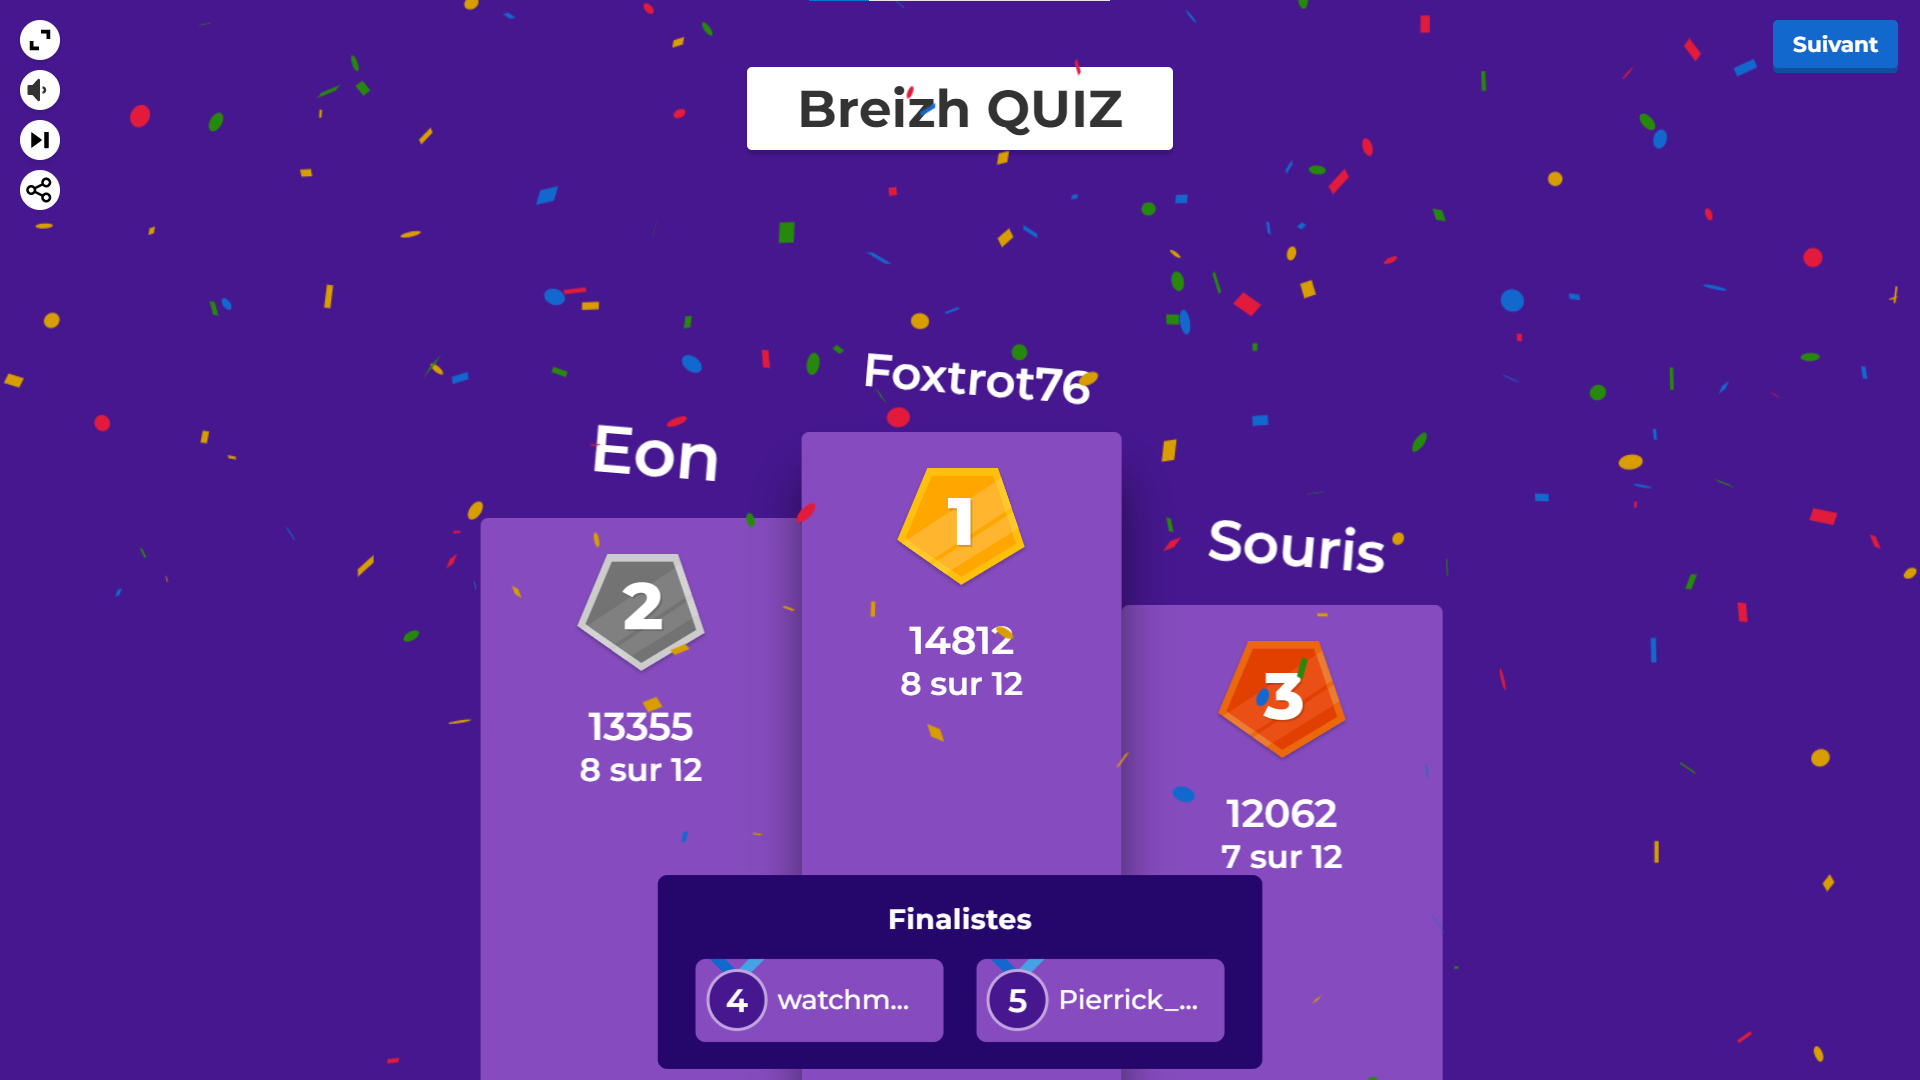 Suivant
Breizh QUIZ
Foxtrot76
Eon
Souris
1
14812
8 sur 12
2
13355
8 sur 12
3
12062
7 sur 12
Finalistes
4 watchm...
5 Pierrick_...